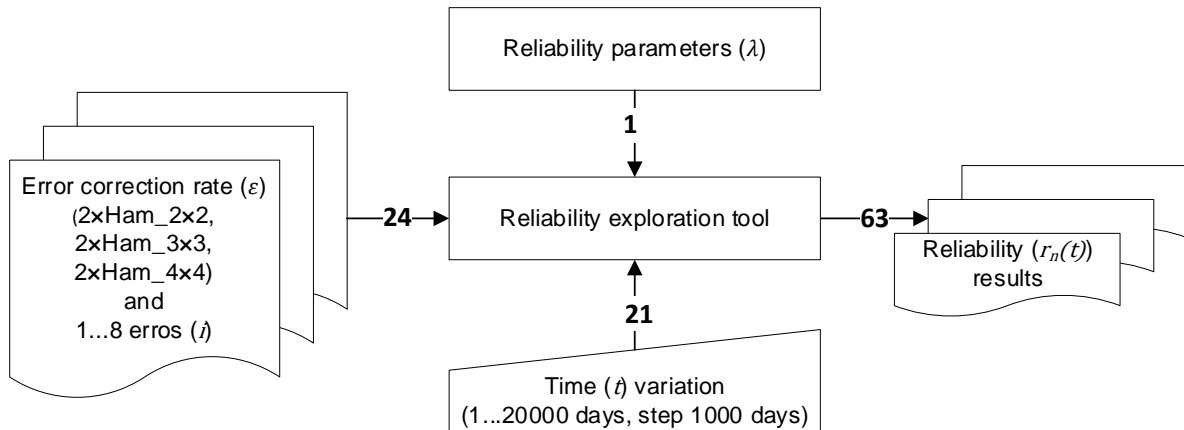 Reliability parameters (λ)
1
Error correction rate (ε)
(2×Ham_2×2,
2×Ham_3×3,
2×Ham_4×4)
and
1...8 erros (i)
24
Reliability exploration tool
63
Reliability (rₙ(t))
results
21
Time (t) variation
(1...20000 days, step 1000 days)